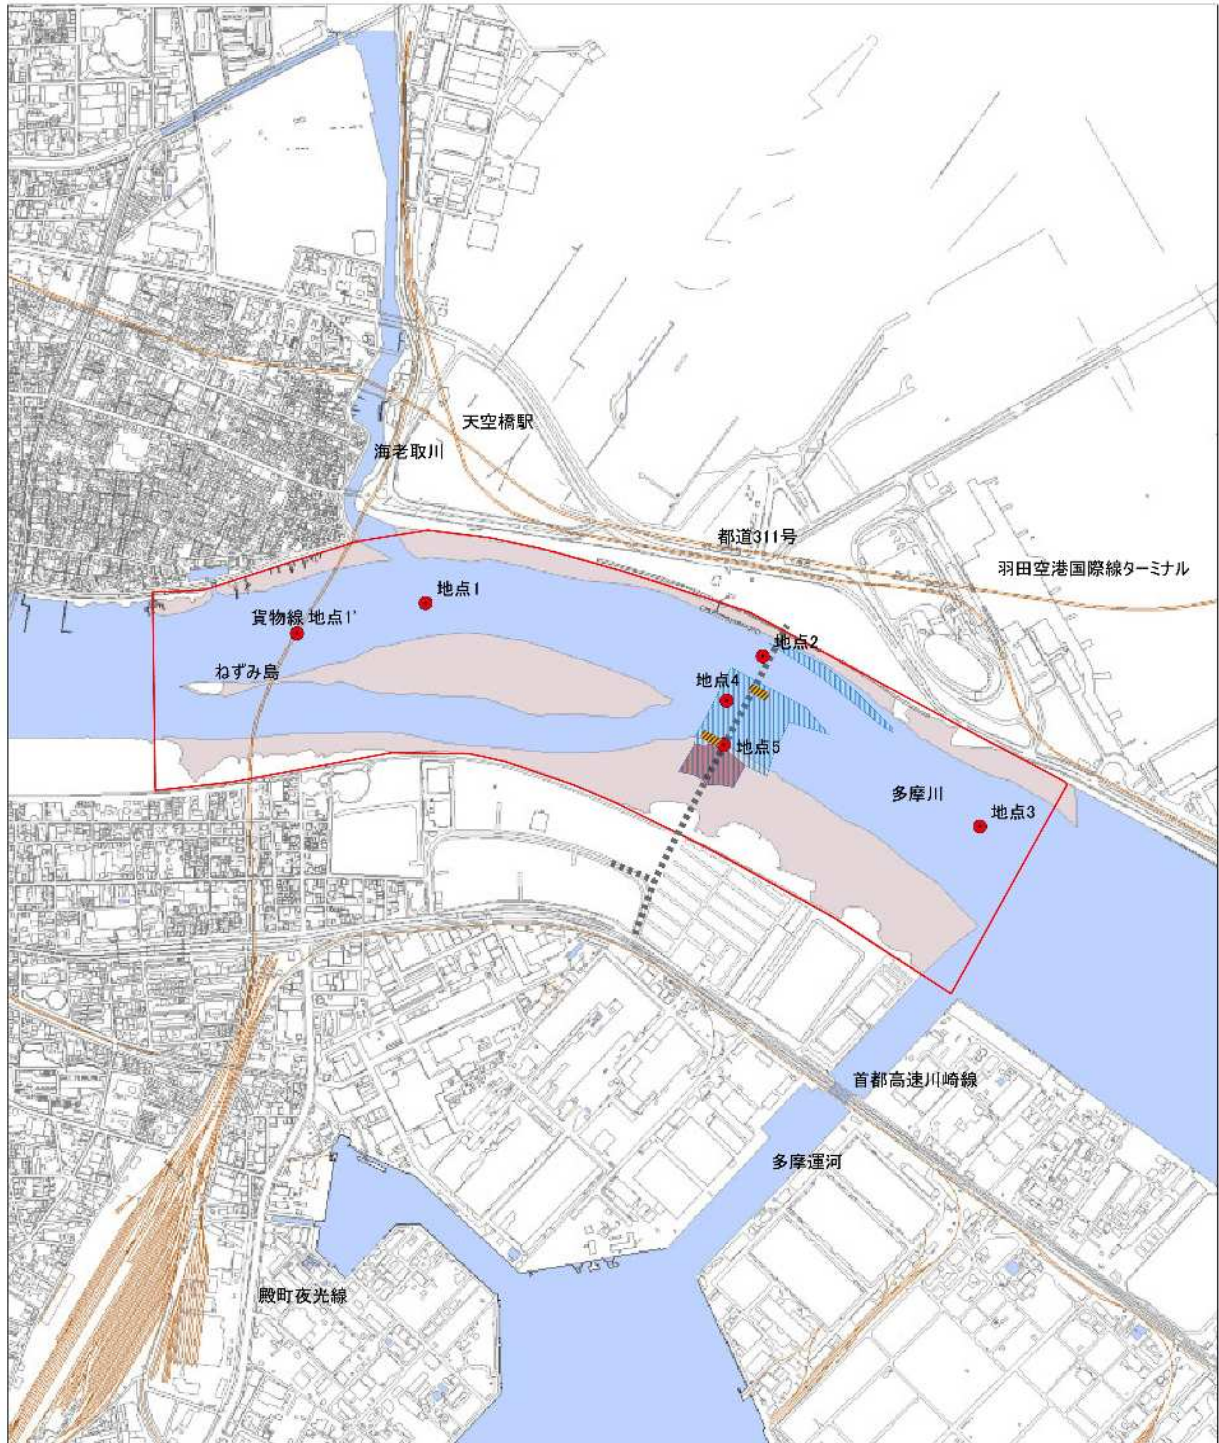 天空橋駅
海老取川
都道311号
羽田空港国際線ターミナル
地点1
貨物線 地点1'
地点2
ねずみ島
地点4
地点5
多摩川
地点3
首都高速川崎線
多摩運河
殿町夜光線